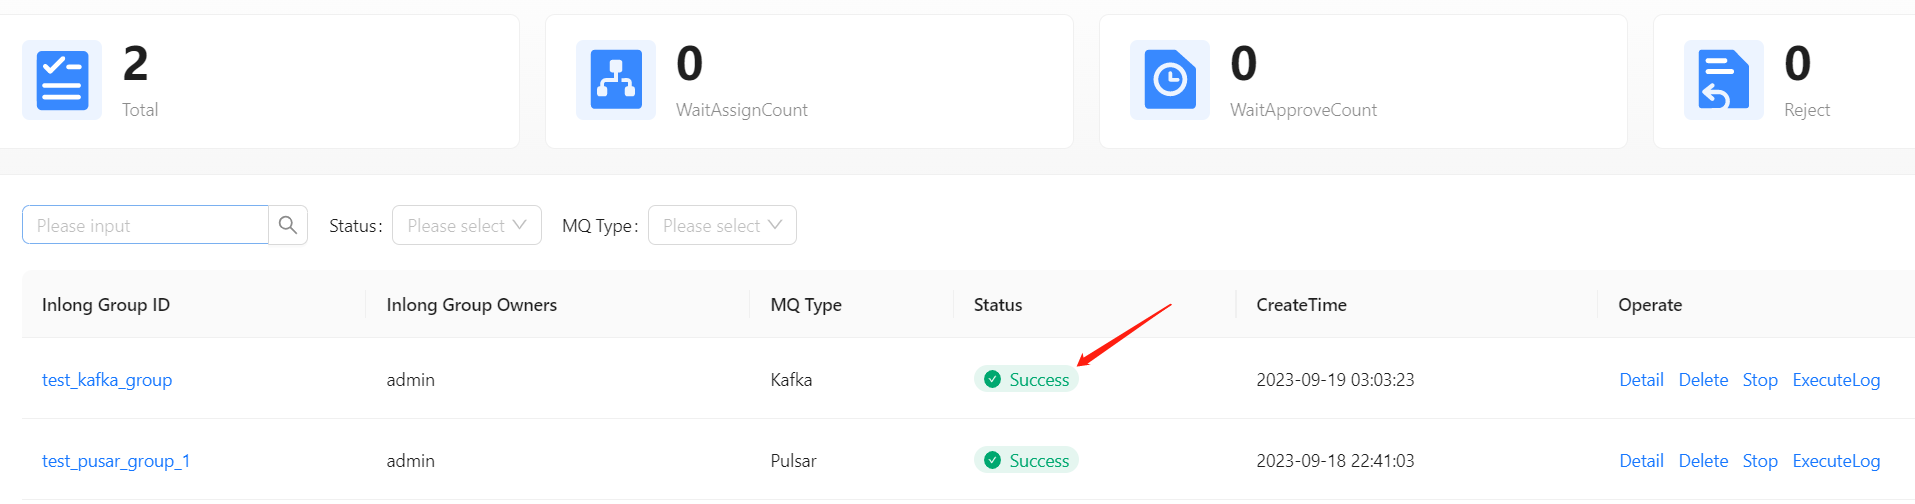 2 0 0 0
Total WaitAssignCount WaitApproveCount Reject
Please input Status: Please select MQ Type: Please select
Inlong Group ID Inlong Group Owners MQ Type Status CreateTime Operate
test_kafka_group admin Kafka Success 2023-09-19 03:03:23 Detail Delete Stop ExecuteLog
test_pusar_group_1 admin Pulsar Success 2023-09-18 22:41:03 Detail Delete Stop ExecuteLog